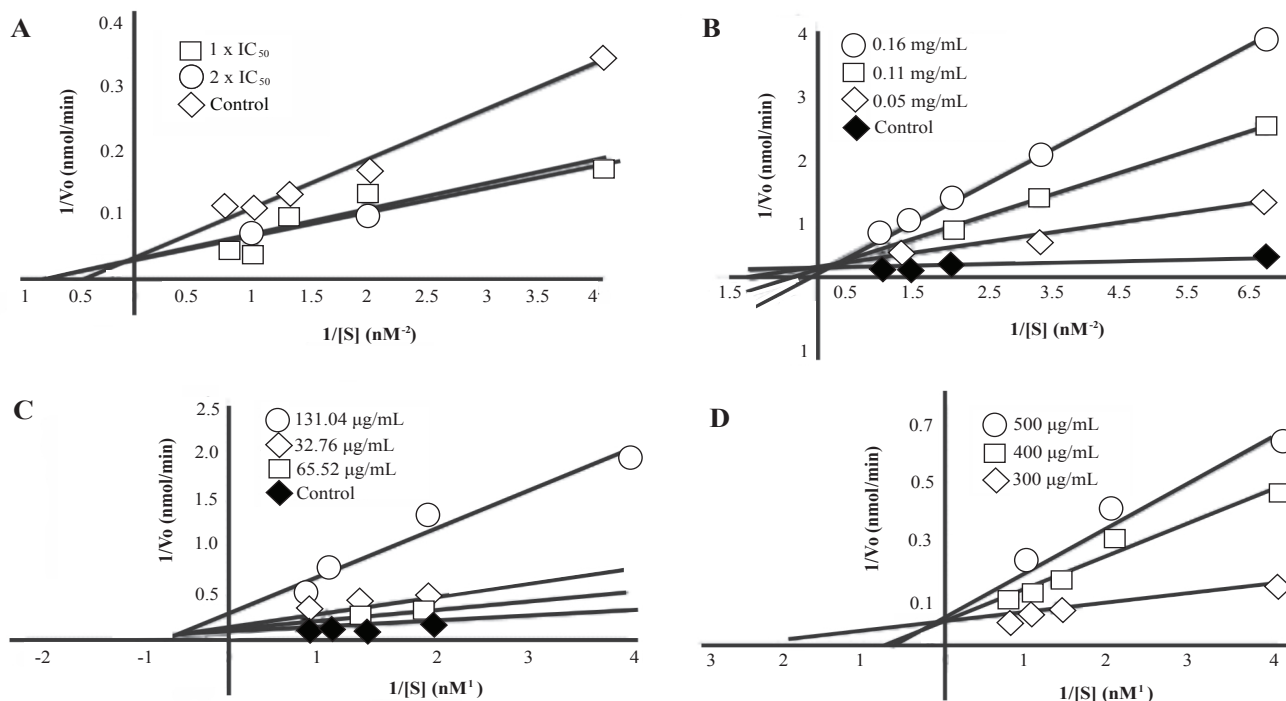 A
0.4
0.3
0.2
0.1
1/Vo (nmol/min)
1 x IC₅₀
2 x IC₅₀
Control
1 0.5 0.5 1 1.5 2 2.5 3 3.5 4
1/[S] (nM⁻²)
B
4
3
2
1
1
1/Vo (nmol/min)
0.16 mg/mL
0.11 mg/mL
0.05 mg/mL
Control
1.5 0.5 1.5 2.5 3.5 4.5 5.5 6.5
1/[S] (nM⁻²)
C
2.5
2.0
1.5
1.0
0.5
1/Vo (nmol/min)
131.04 µg/mL
32.76 µg/mL
65.52 µg/mL
Control
-2 -1 1 2 4
1/[S] (nM¹)
D
0.7
0.5
0.3
0.1
1/Vo (nmol/min)
500 µg/mL
400 µg/mL
300 µg/mL
3 2 1 1 2 3 4
1/[S] (nM¹)